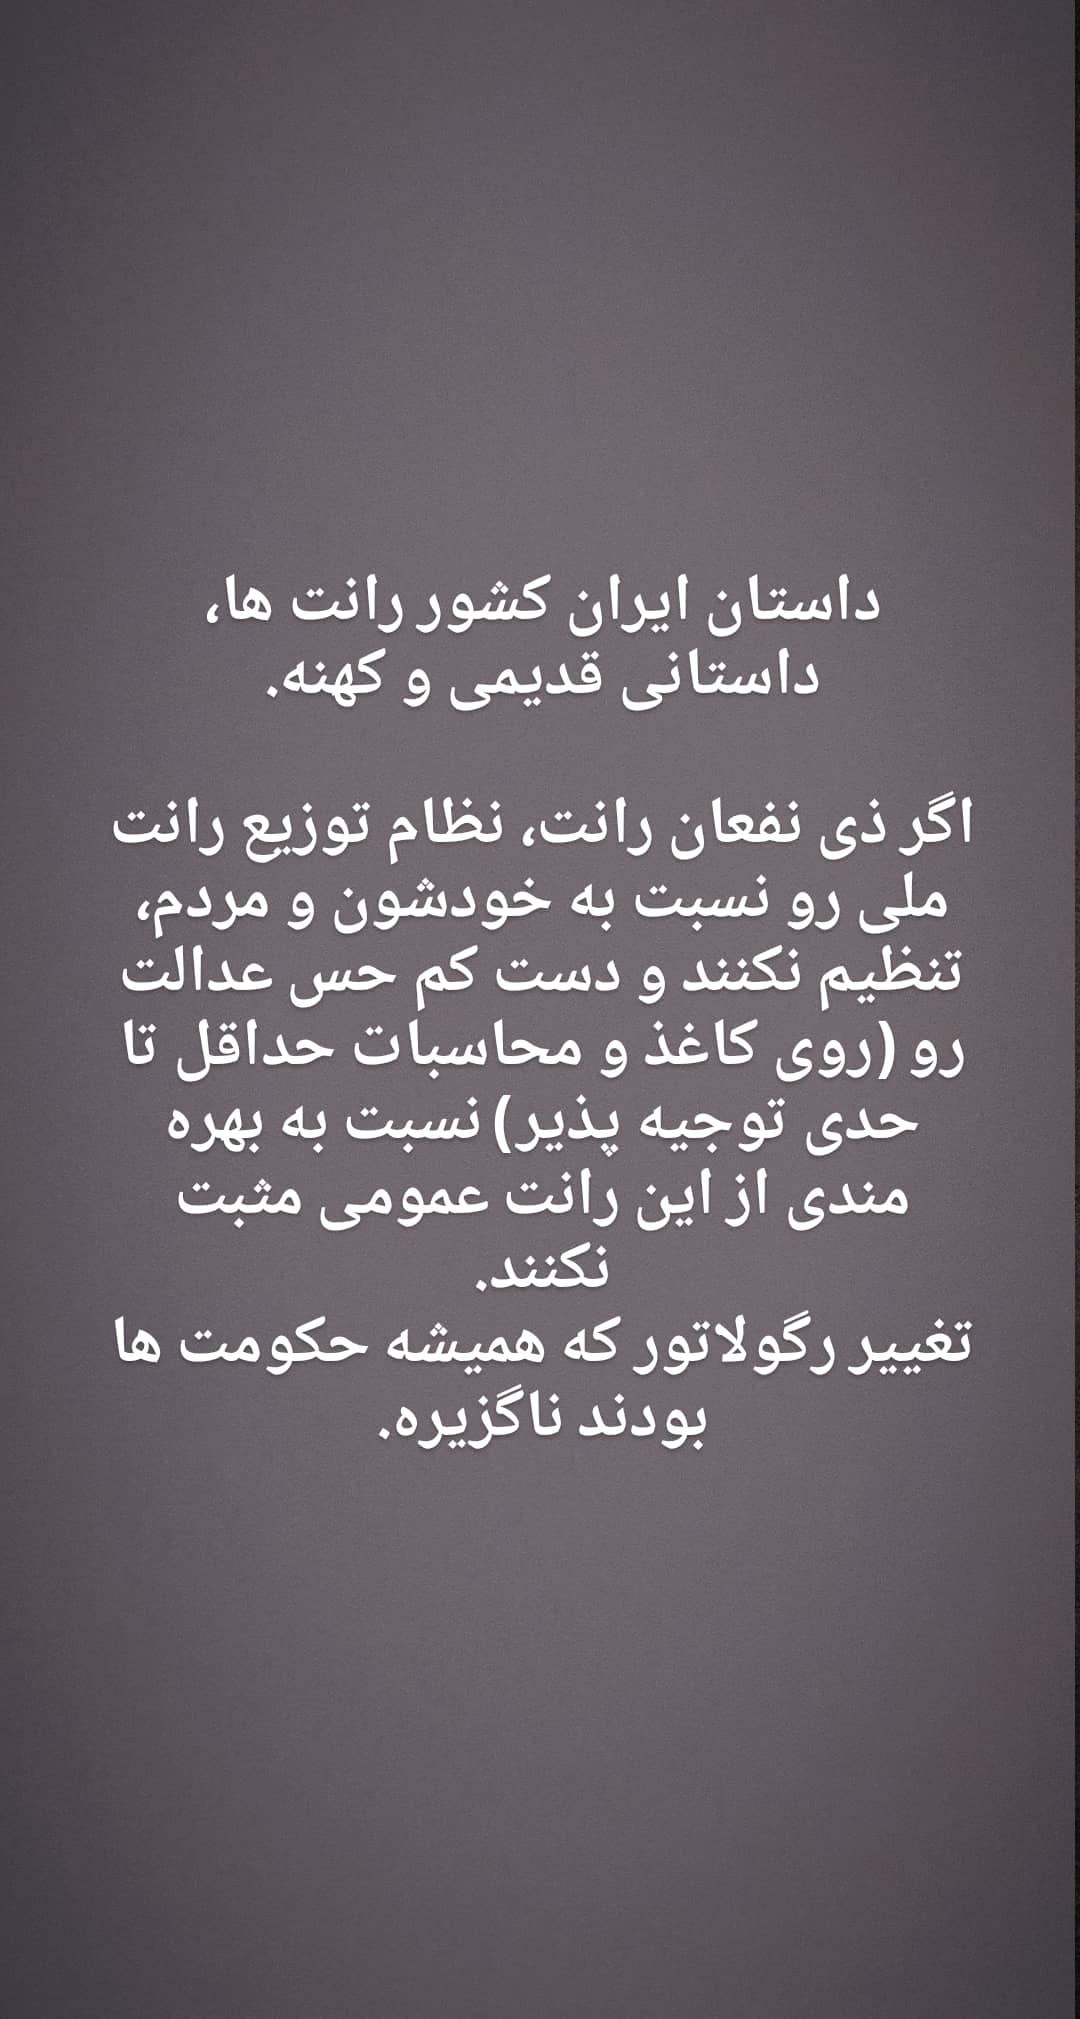 داستان ایران کشور رانت ها،
داستانی قدیمی و کهنه.
اگر ذی نفعان رانت، نظام توزیع رانت
ملی رو نسبت به خودشون و مردم،
تنظیم نکنند و دست کم حس عدالت
رو (روی کاغذ و محاسبات حداقل تا
حدی توجیه پذیر) نسبت به بهره
مندی از این رانت عمومی مثبت
نکنند.
تغییر رگولاتور که همیشه حکومت ها
بودند ناگزیره.